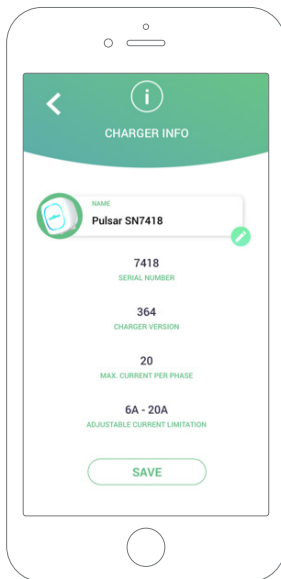 CHARGER INFO
NAME
Pulsar SN7418
7418
SERIAL NUMBER
364
CHARGER VERSION
20
MAX. CURRENT PER PHASE
6A - 20A
ADJUSTABLE CURRENT LIMITATION
SAVE